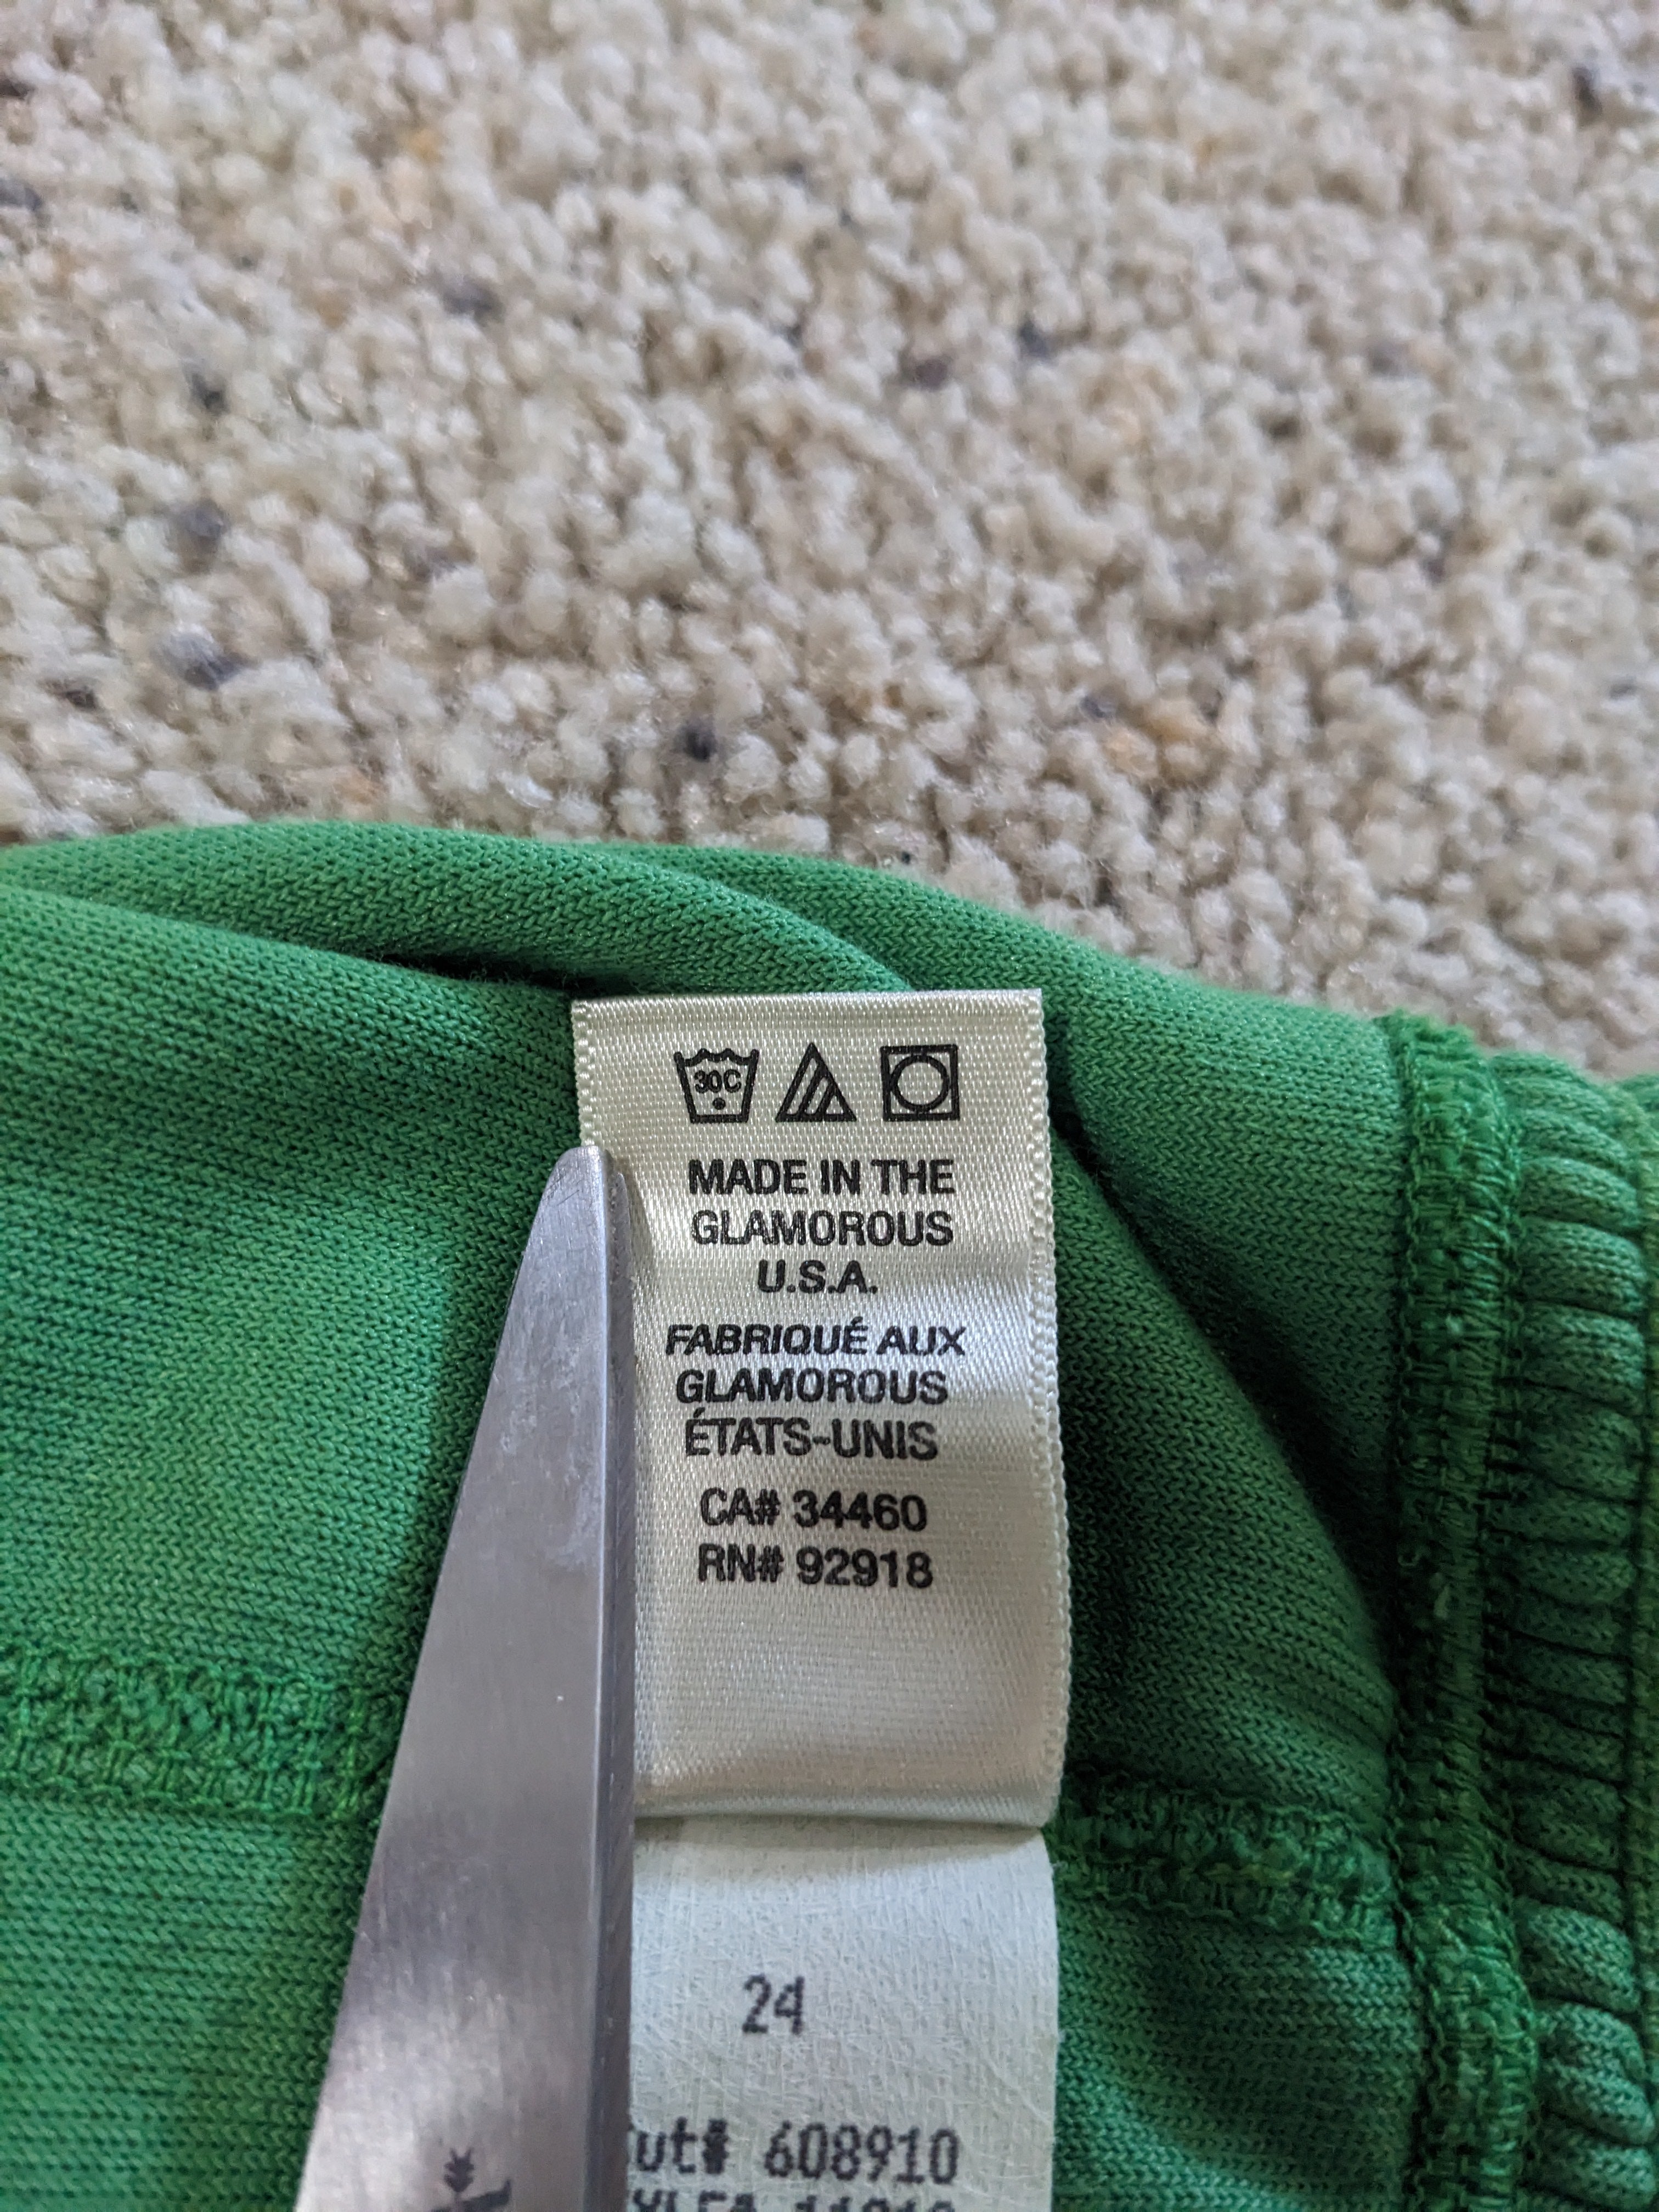 30C
MADE IN THE
GLAMOROUS
U.S.A.
FABRIQUÉ AUX
GLAMOROUS
ÉTATS-UNIS
CA# 34460
RN# 92918
24
608910